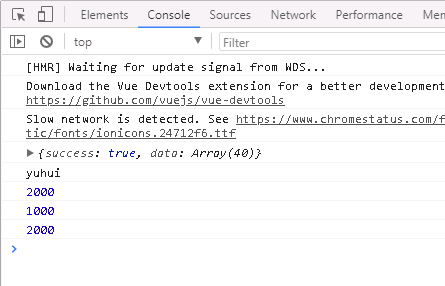 Elements Console Sources Network Timeline
top Filter
[HMR] Waiting for update signal from WDS...
Download the Vue Devtools extension for a better development
https://github.com/vuejs/vue-devtools
Slow network is detected. See https://www.chromestatus.com/f
tic/fonts/ionicons.24712f6.ttf
{success: true, data: Array(40)}
yuhui
2000
1000
2000